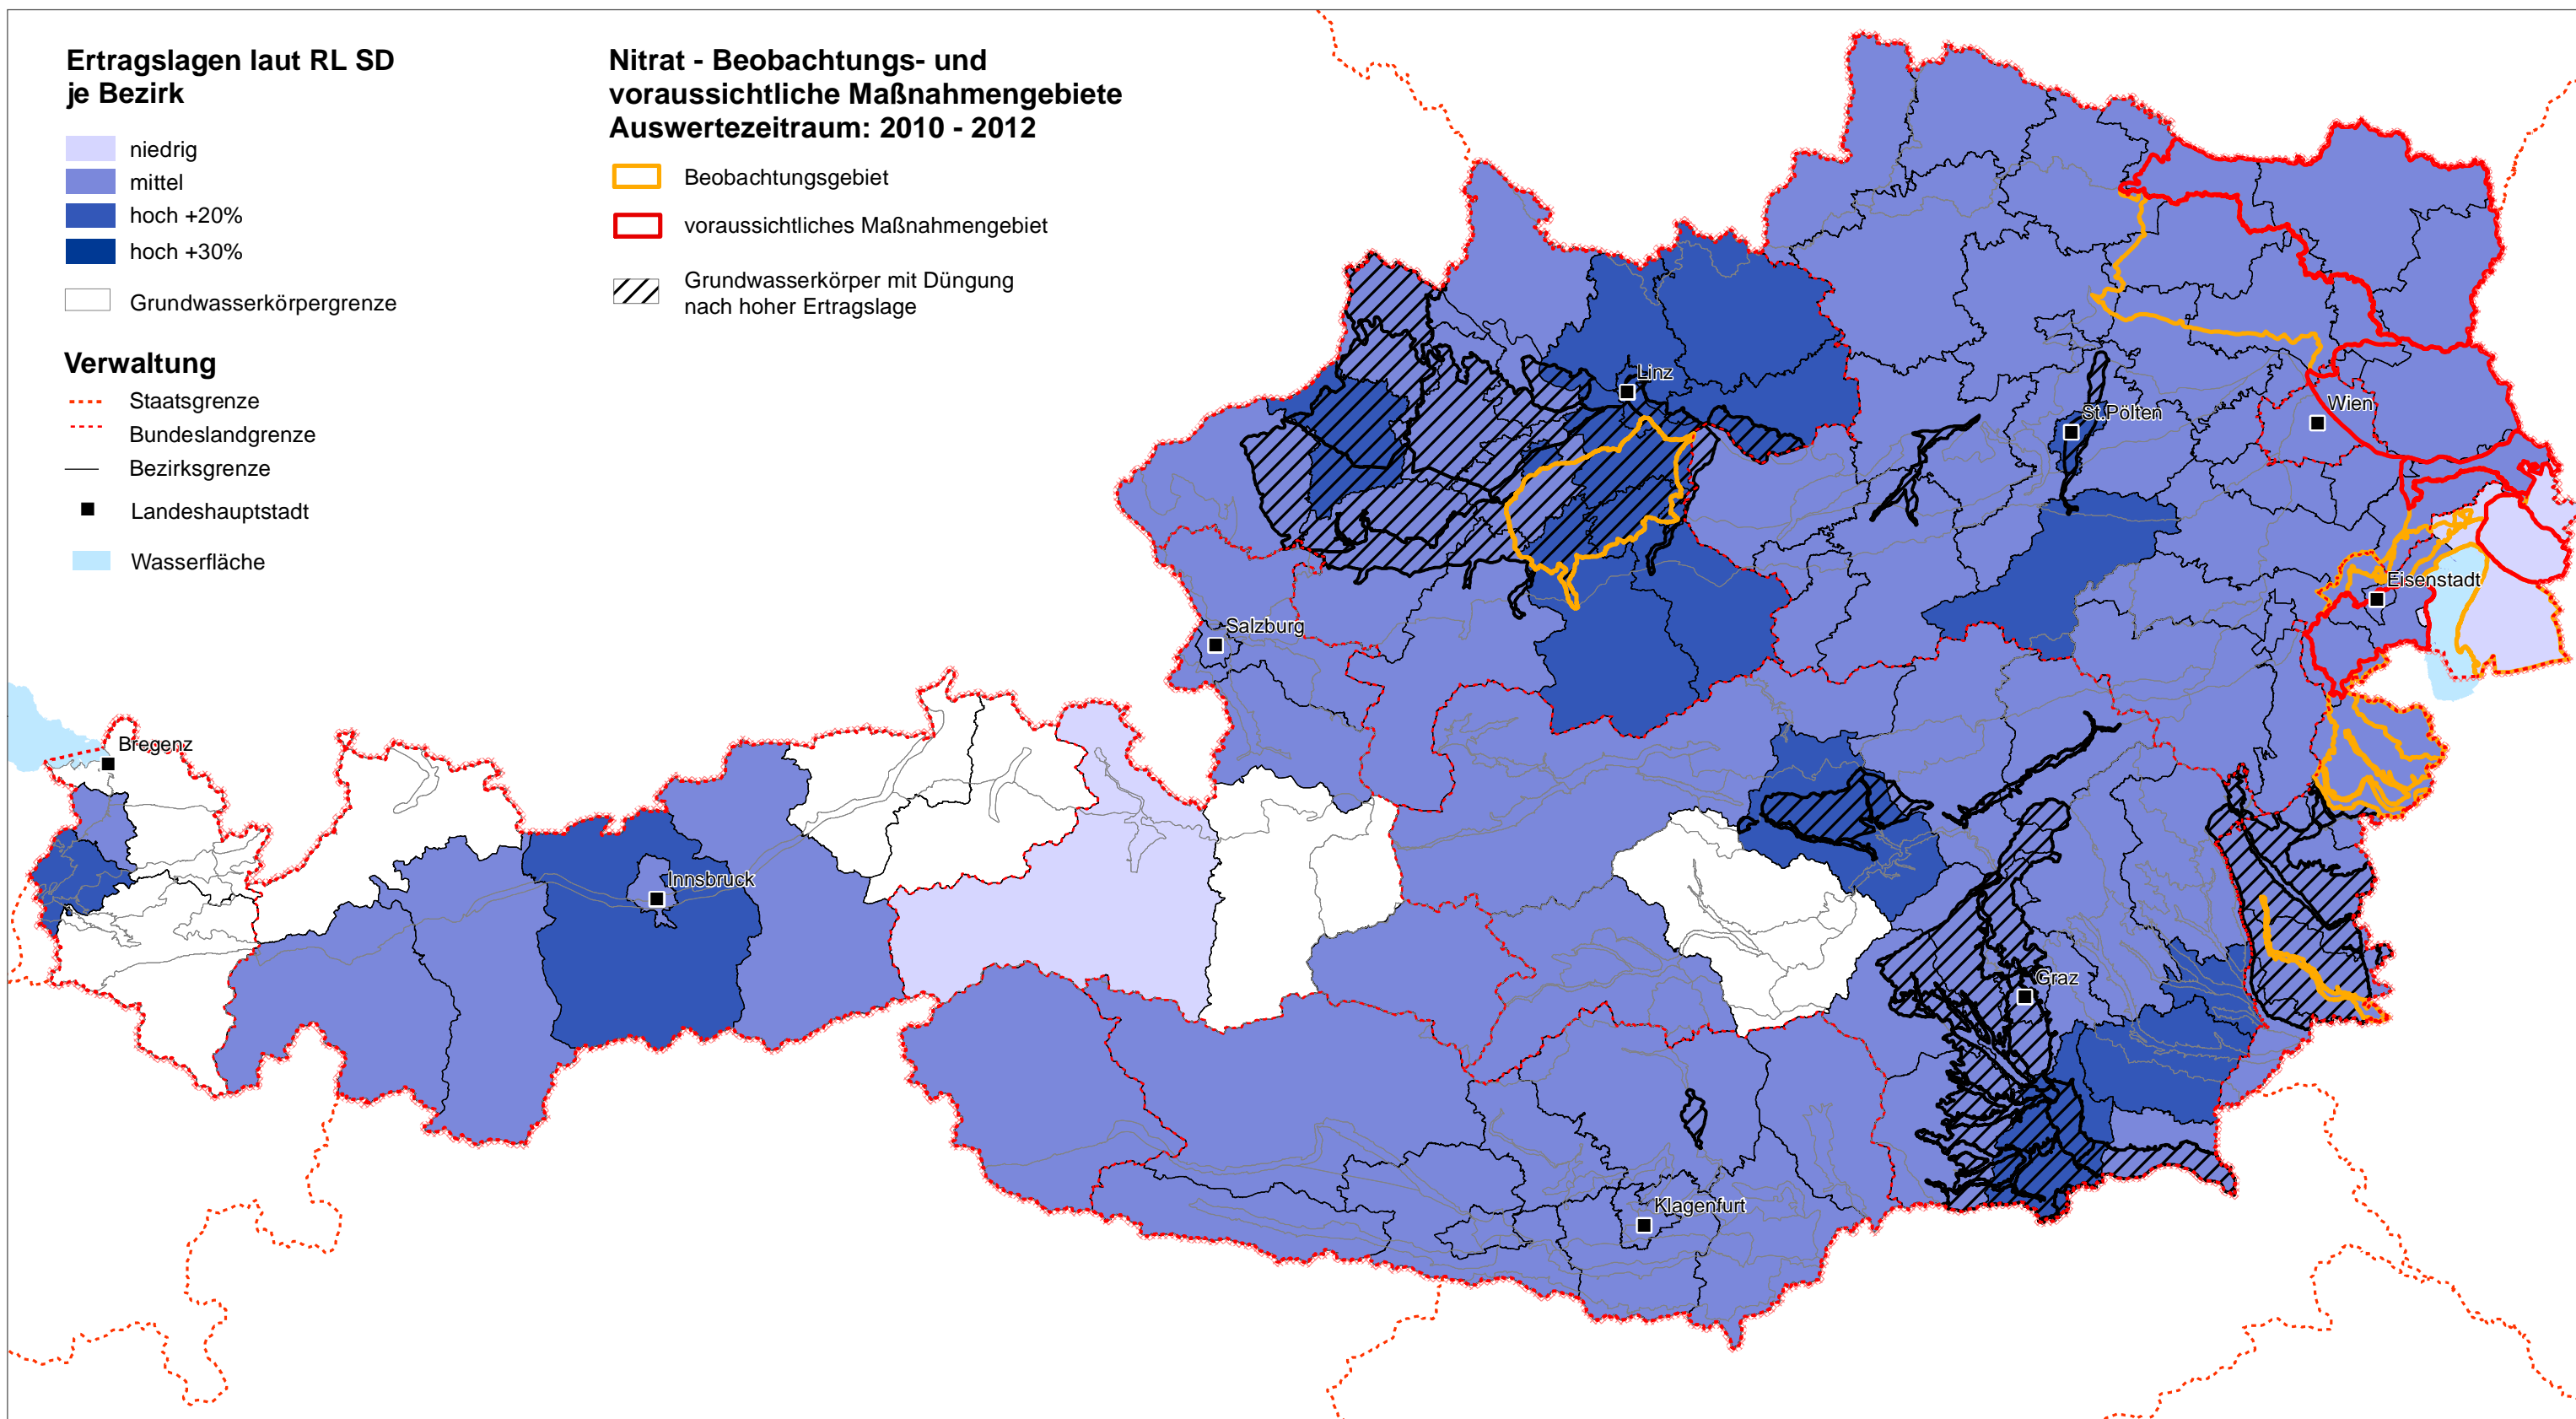 Ertragslagen laut RL SD
je Bezirk
niedrig
mittel
hoch +20%
hoch +30%
Grundwasserkörpergrenze
Verwaltung
Staatsgrenze
Bundeslandgrenze
Bezirksgrenze
Landeshauptstadt
Wasserfläche
Nitrat - Beobachtungs- und
voraussichtliche Maßnahmengebiete
Auswertezeitraum: 2010 - 2012
Beobachtungsgebiet
voraussichtliches Maßnahmengebiet
Grundwasserkörper mit Düngung
nach hoher Ertragslage
Linz
Wien
St.Pölten
Eisenstadt
Salzburg
Bregenz
Innsbruck
Graz
Klagenfurt